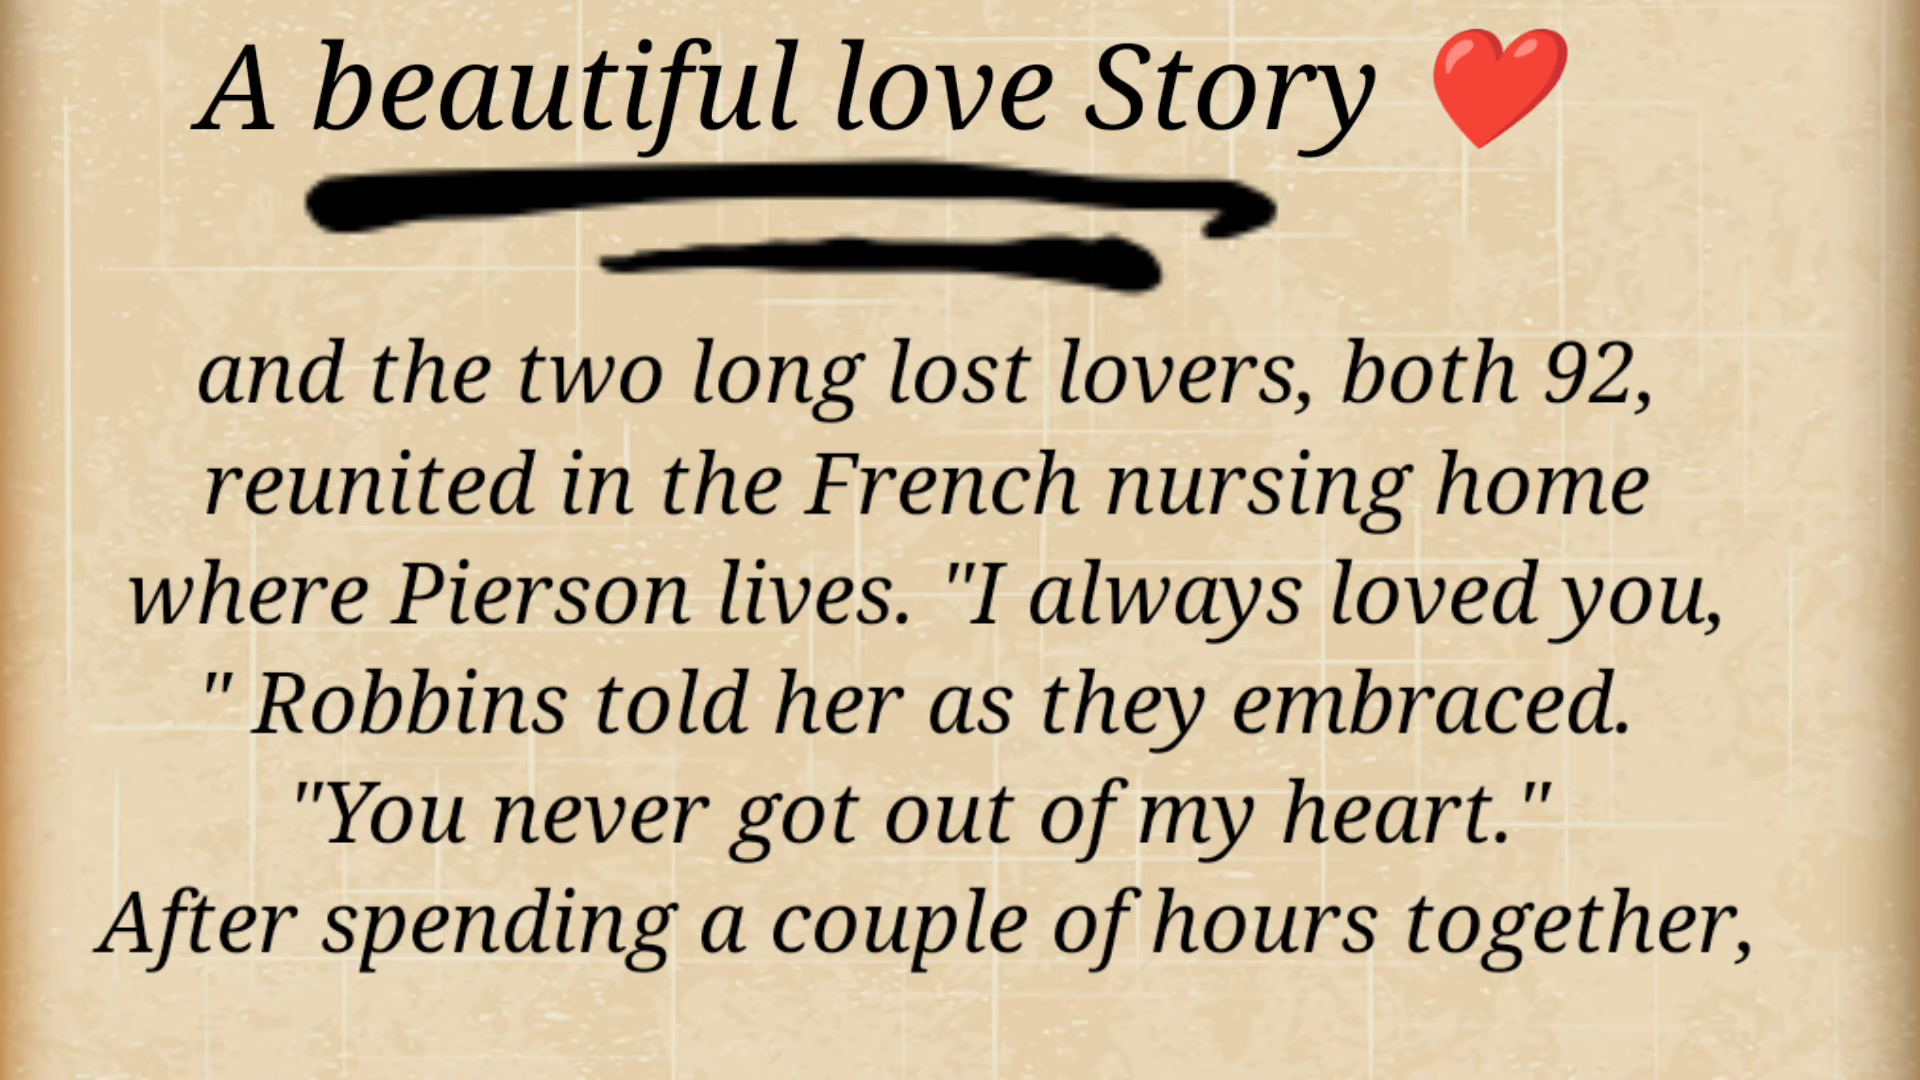 A beautiful love Story ❤️
and the two long lost lovers, both 92,
reunited in the French nursing home
where Pierson lives. "I always loved you,
" Robbins told her as they embraced.
"You never got out of my heart."
After spending a couple of hours together,